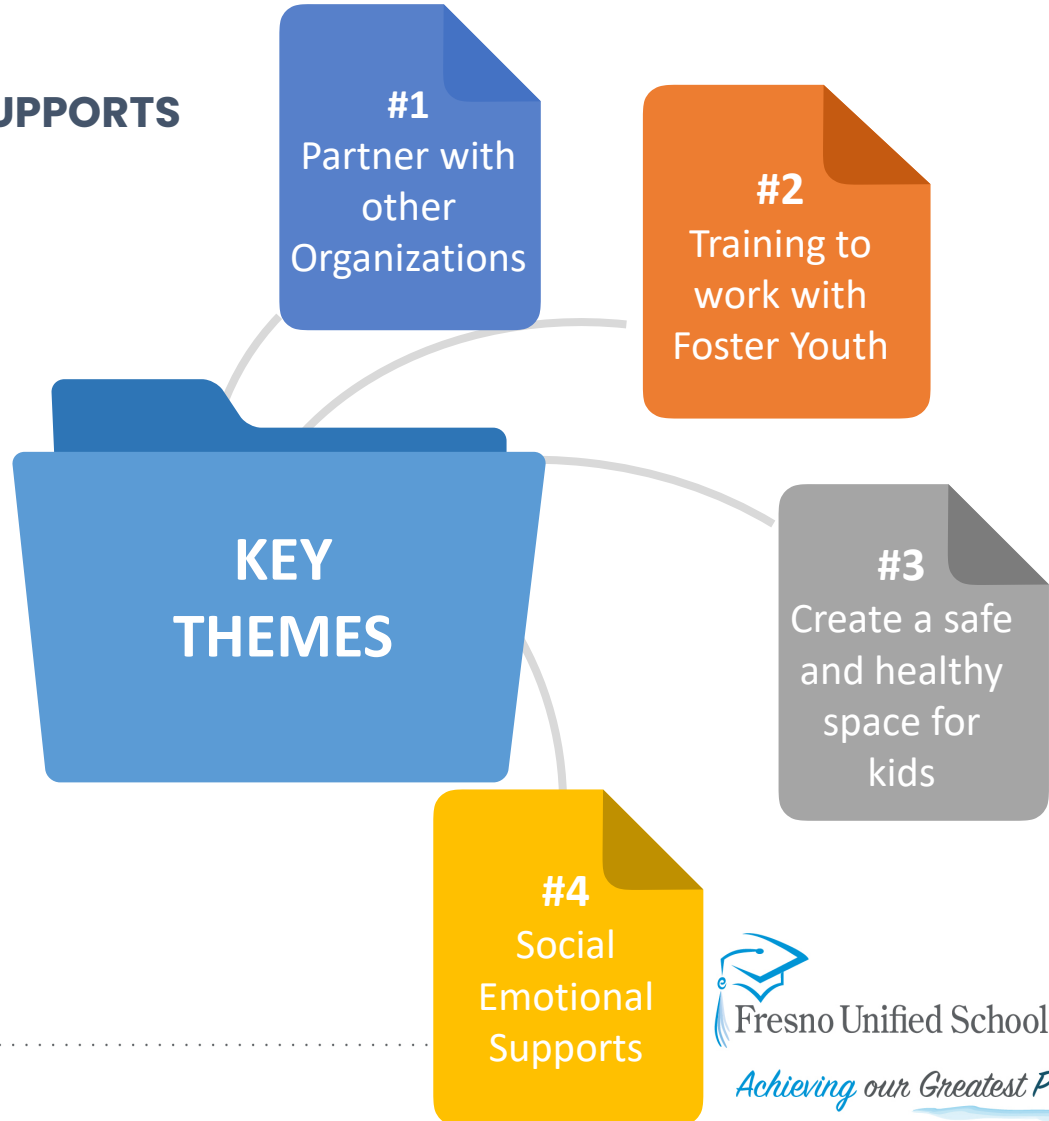 UPPORTS
#1
Partner with
other
Organizations
#2
Training to
work with
Foster Youth
KEY
THEMES
#3
Create a safe
and healthy
space for
kids
#4
Social
Emotional
Supports
Fresno Unified School
Achieving our Greatest P